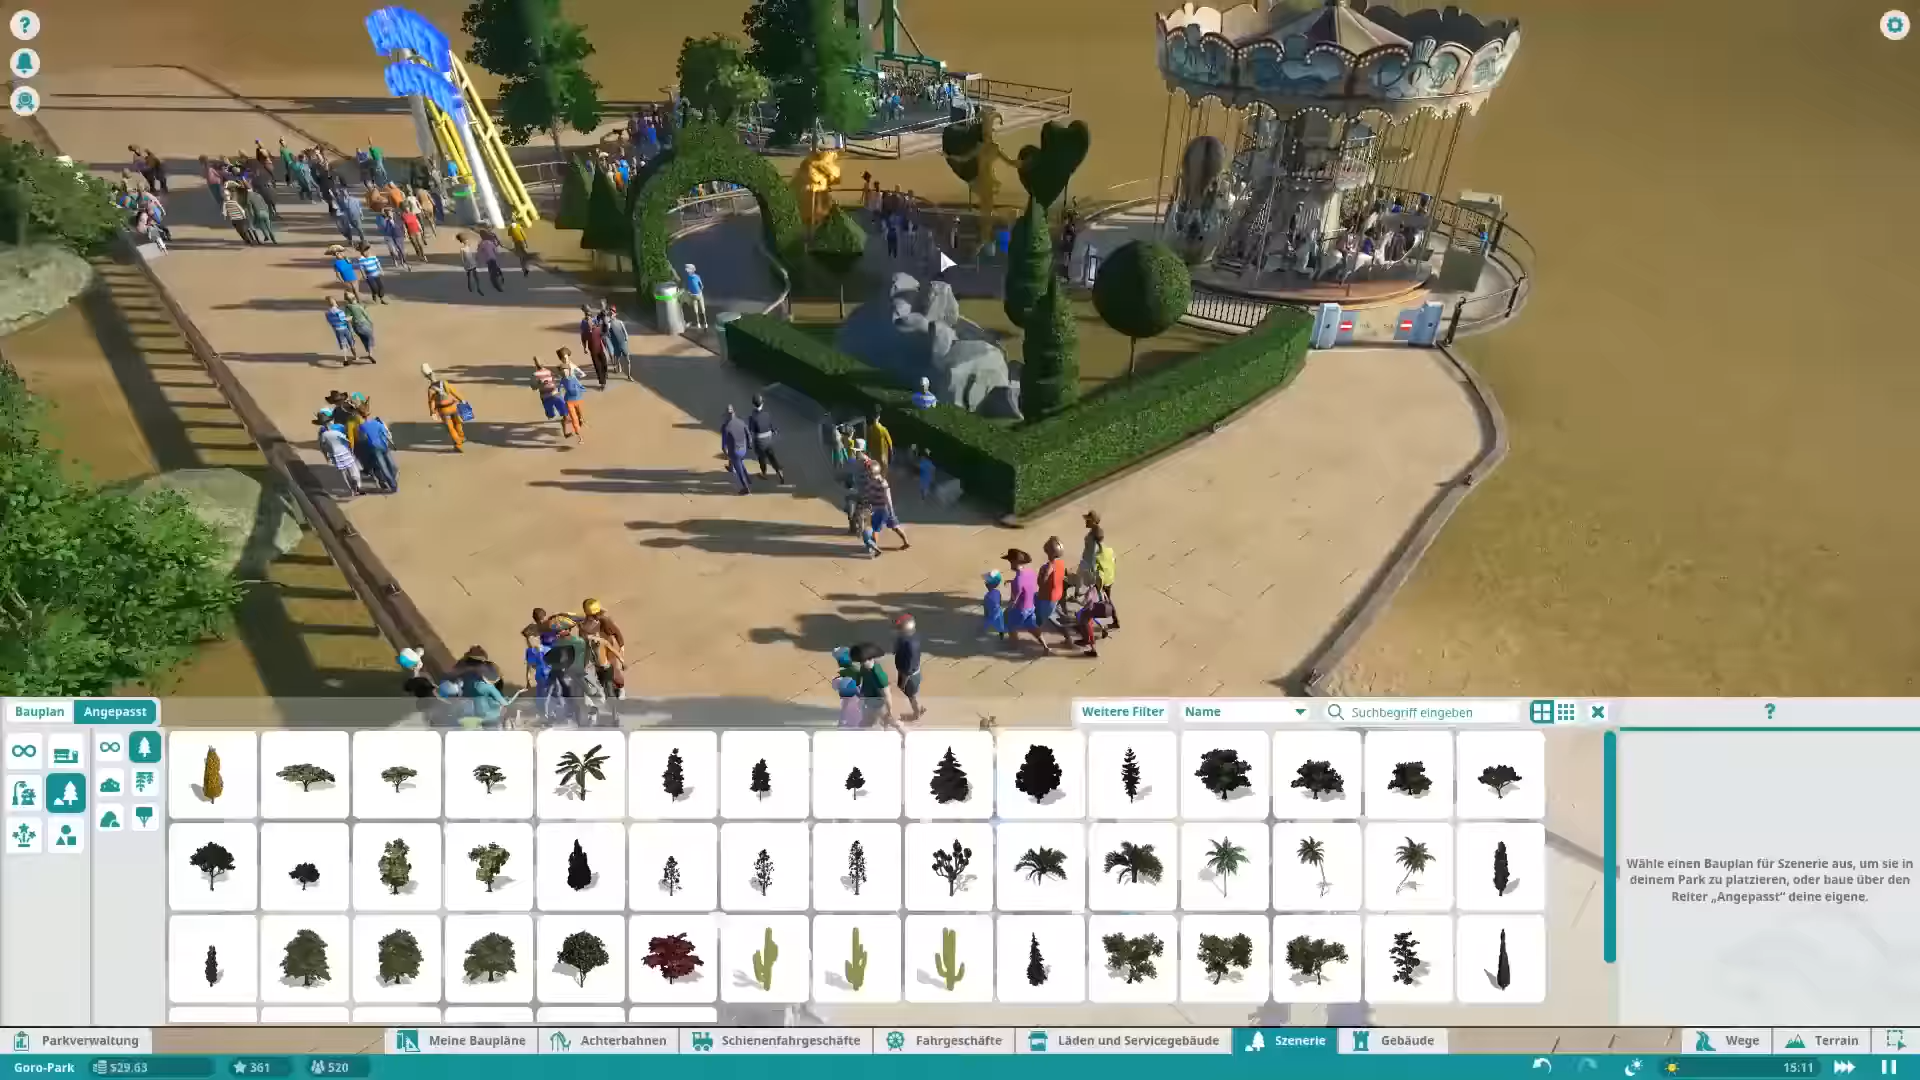 Bauplan
Angepasst
Weitere Filter
Name
Suchbegriff eingeben
?
Wähle einen Bauplan für Szenerie aus, um sie in
deinem Park zu platzieren, oder baue über den
Reiter „Angepasst“ deine eigene.
Parkverwaltung
Meine Baupläne
Achterbahnen
Schienenfahrgeschäfte
Fahrgeschäfte
Läden und Servicegebäude
Szenerie
Gebäude
Wege
Terrain
Goro-Park
$29.63
361
520
15:11